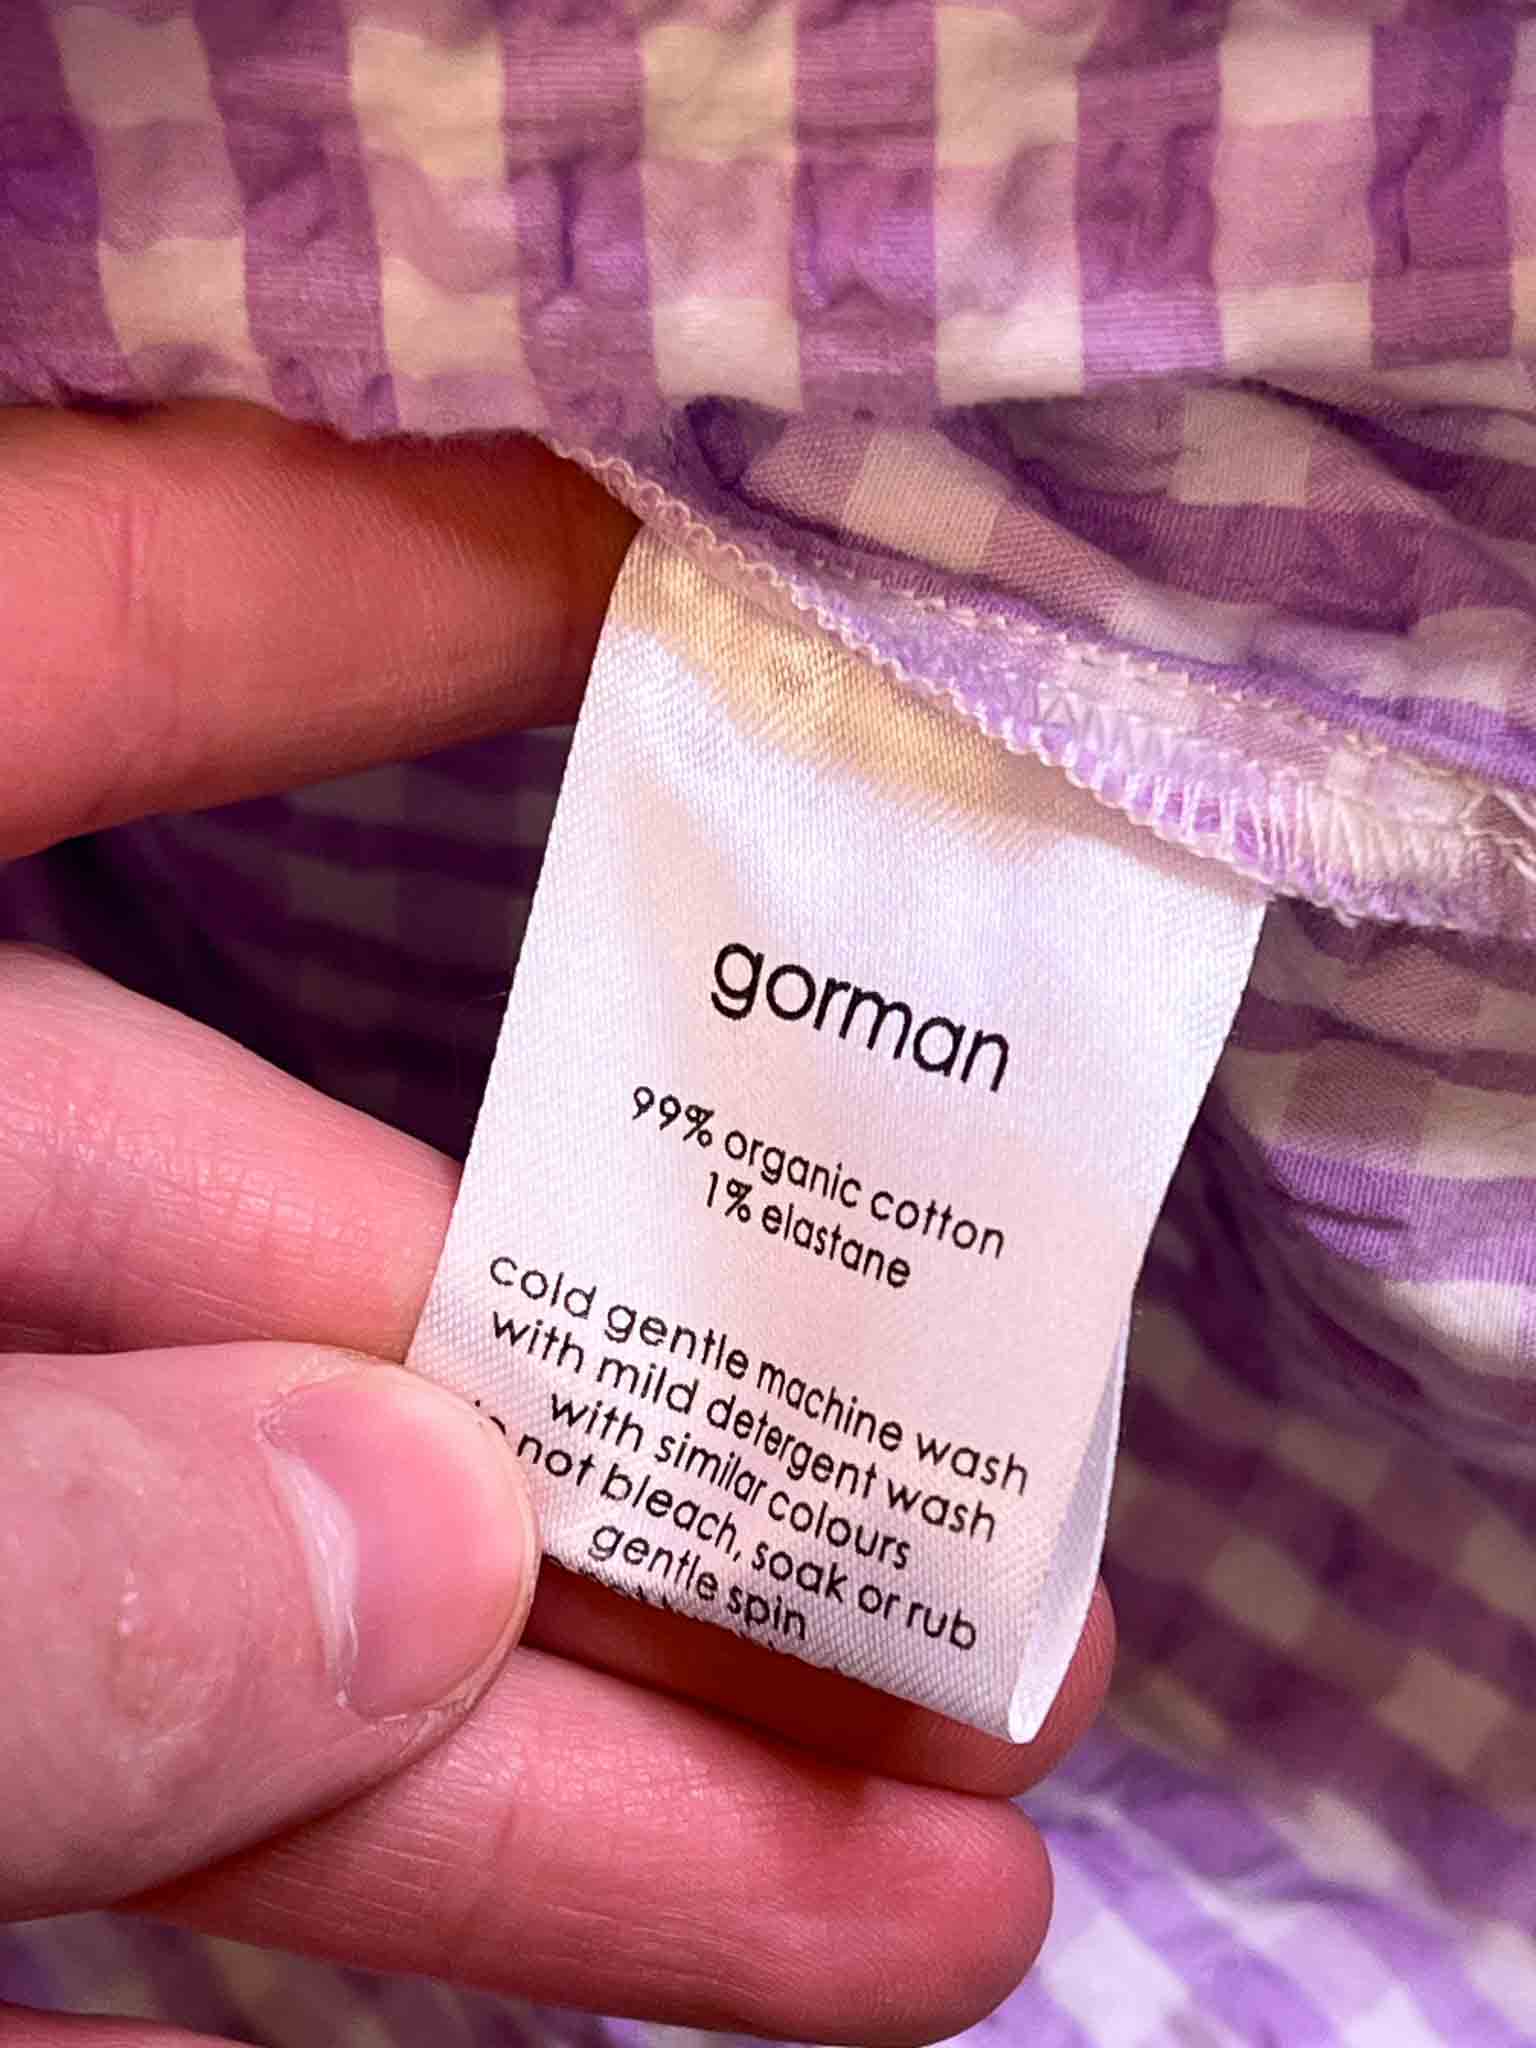 gorman
99% organic cotton
1% elastane
cold gentle machine wash
with mild detergent wash
with similar colours
not bleach, soak or rub
gentle spin